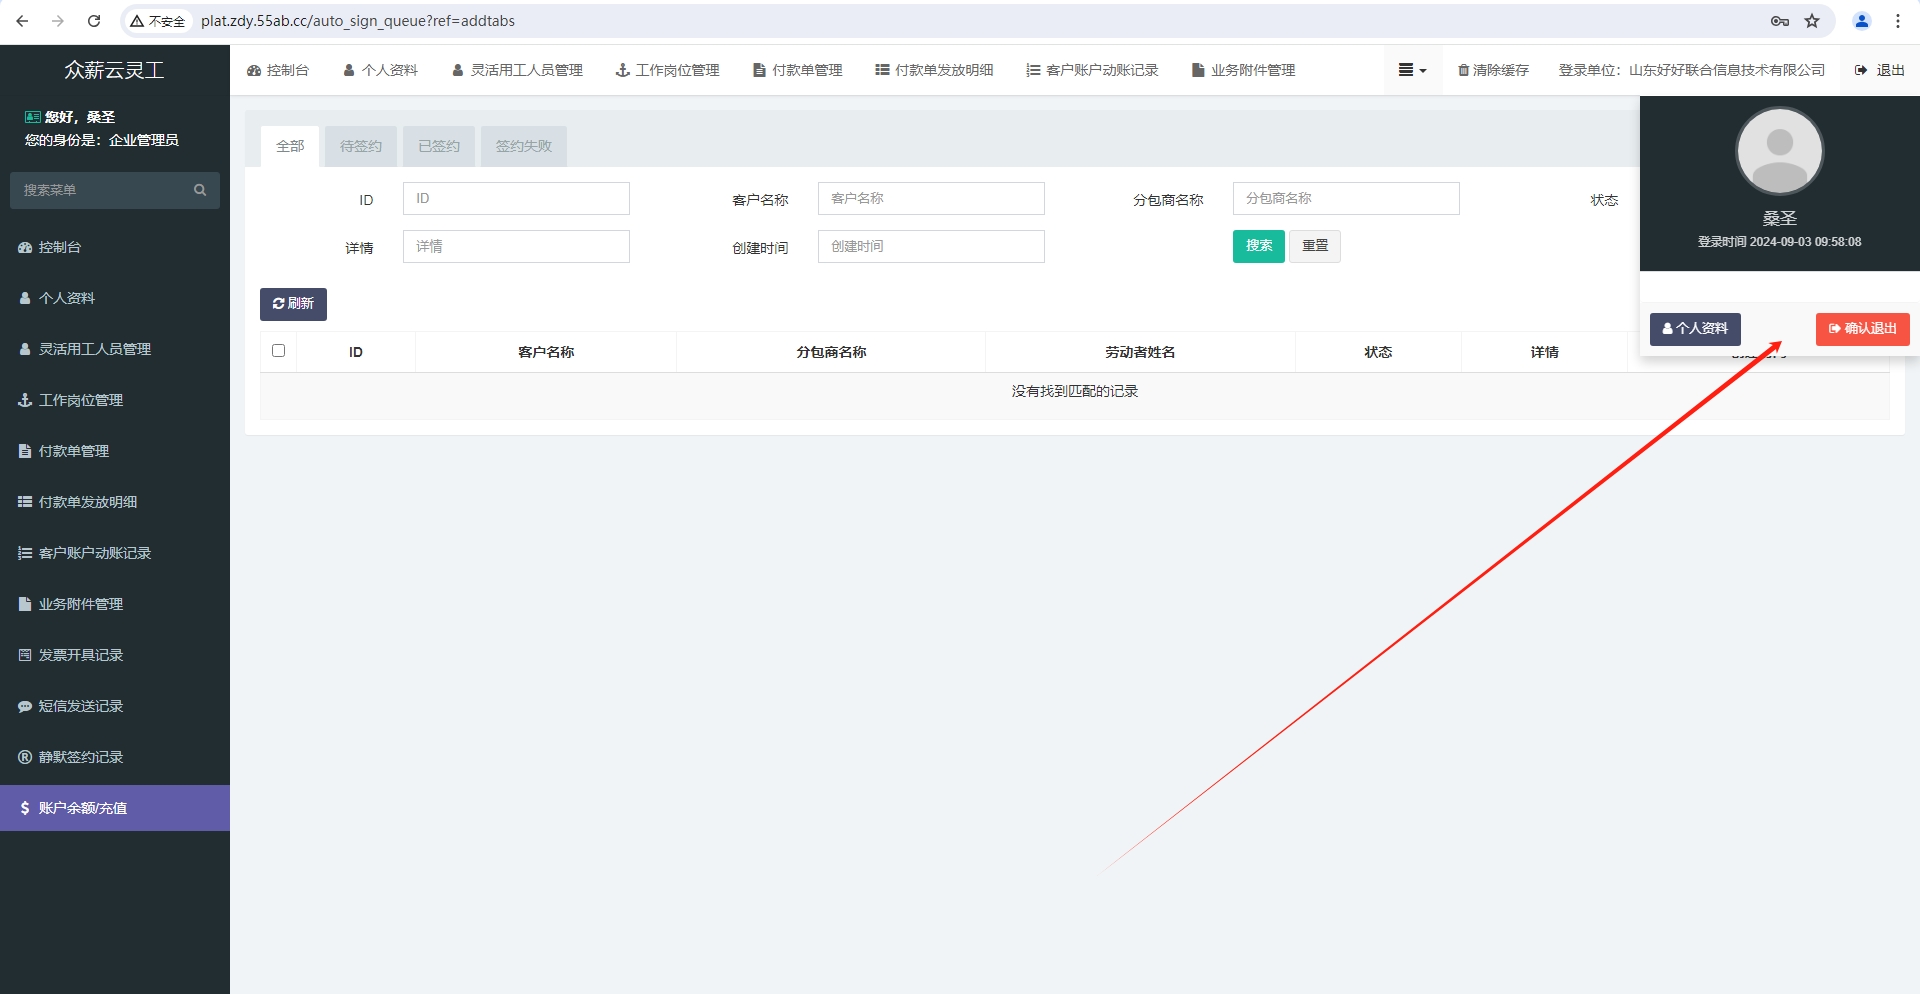 不安全 plat.zdy.55ab.cc/auto_sign_queue?ref=addtabs
众薪云灵工
控制台 个人资料 灵活用工人员管理 工作岗位管理 付款单管理 付款单发放明细 客户账户动账记录 业务附件管理 清除缓存 登录单位：山东好好联合信息技术有限公司 退出
您好，桑圣
您的身份是：企业管理员
搜索菜单
控制台
个人资料
灵活用工人员管理
工作岗位管理
付款单管理
付款单发放明细
客户账户动账记录
业务附件管理
发票开具记录
短信发送记录
静默签约记录
$ 账户余额/充值
全部 待签约 已签约 签约失败
ID ID 客户名称 客户名称 分包商名称 分包商名称 状态
详情 详情 创建时间 创建时间 搜索 重置
刷新
ID 客户名称 分包商名称 劳动者姓名 状态 详情
没有找到匹配的记录
桑圣
登录时间 2024-09-03 09:58:08
个人资料 确认退出